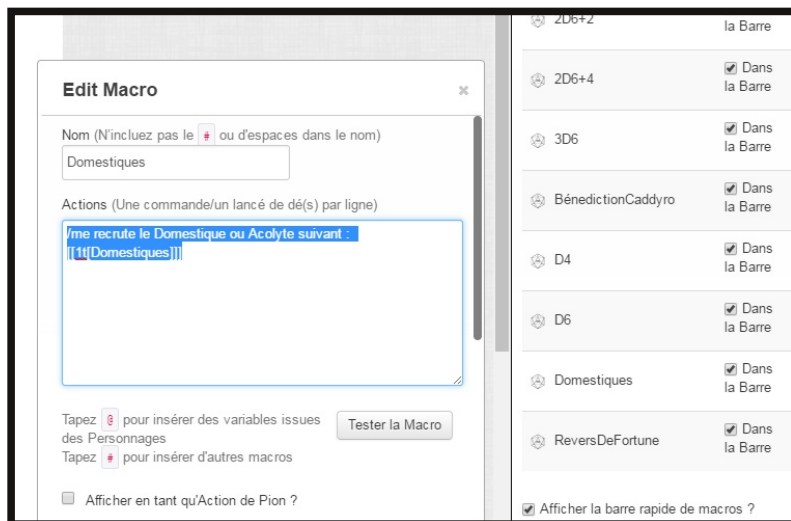 Edit Macro
×
Nom (N'incluez pas le # ou d'espaces dans le nom)
Domestiques
Actions (Une commande/un lancé de dé(s) par ligne)
/me recrute le Domestique ou Acolyte suivant :
[[1t[Domestiques]]]
Tapez @ pour insérer des variables issues
des Personnages
Tapez # pour insérer d'autres macros
Tester la Macro
Afficher en tant qu'Action de Pion ?
2D6+2
la Barre
2D6+4
Dans
la Barre
3D6
Dans
la Barre
BénedictionCaddyro
Dans
la Barre
D4
Dans
la Barre
D6
Dans
la Barre
Domestiques
Dans
la Barre
ReversDeFortune
Dans
la Barre
Afficher la barre rapide de macros ?